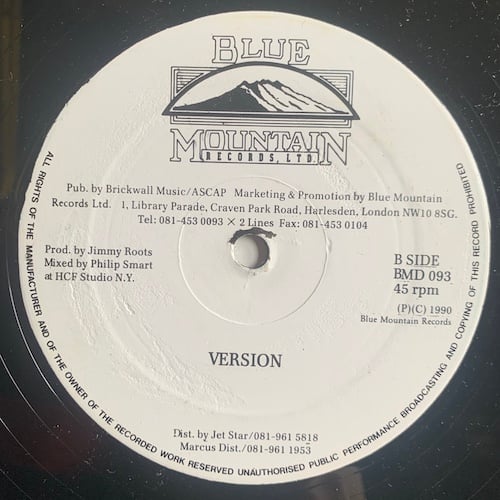 BLUE
MOUNTAIN
RECORDS, LTD.
Pub. by Brickwall Music/ASCAP Marketing & Promotion by Blue Mountain
Records Ltd. 1, Library Parade, Craven Park Road, Harlesden, London NW10 8SG.
Tel: 081-453 0093 × 2 Lines Fax: 081-453 0104
Prod. by Jimmy Roots
Mixed by Philip Smart
at HCF Studio N.Y.
B SIDE
BMD 093
45 rpm
(P)(C) 1990
Blue Mountain Records
VERSION
Dist. by Jet Star/081-961 5818
Marcus Dist./081-961 1953
ALL RIGHTS OF THE MANUFACTURER AND OF THE OWNER OF THE RECORDED WORK RESERVED UNAUTHORISED PUBLIC PERFORMANCE BROADCASTING AND COPYING OF THIS RECORD PROHIBITED